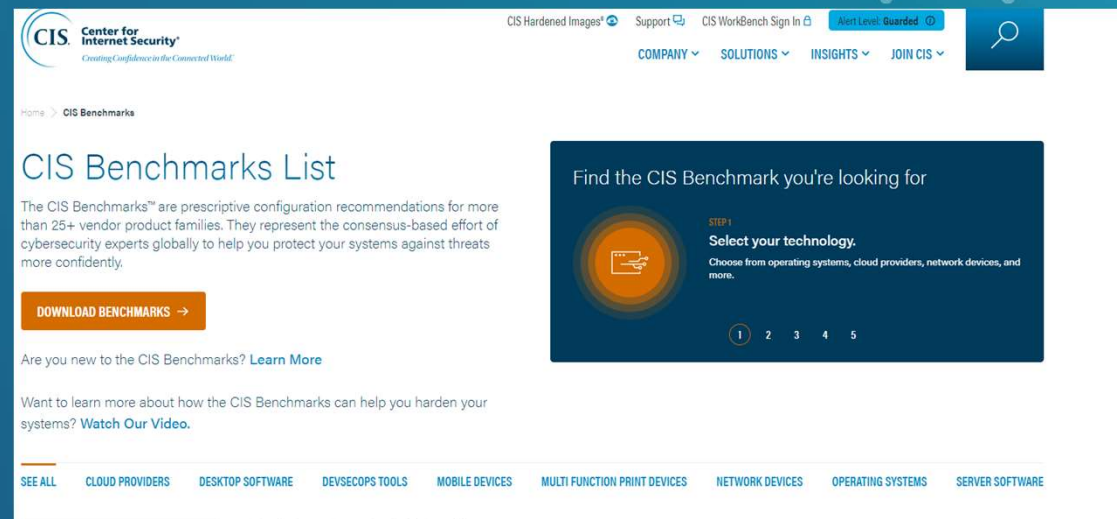 CIS Hardened Images® Support CIS WorkBench Sign In Alert Level: Guarded
CIS. Center for
Internet Security®
Creating Confidence in the Connected World.®
COMPANY SOLUTIONS INSIGHTS JOIN CIS
Home > CIS Benchmarks
CIS Benchmarks List
The CIS Benchmarks™ are prescriptive configuration recommendations for more
than 25+ vendor product families. They represent the consensus-based effort of
cybersecurity experts globally to help you protect your systems against threats
more confidently.
DOWNLOAD BENCHMARKS →
Are you new to the CIS Benchmarks? Learn More
Want to learn more about how the CIS Benchmarks can help you harden your
systems? Watch Our Video.
Find the CIS Benchmark you're looking for
STEP 1
Select your technology.
Choose from operating systems, cloud providers, network devices, and
more.
1 2 3 4 5
SEE ALL CLOUD PROVIDERS DESKTOP SOFTWARE DEVSECOPS TOOLS MOBILE DEVICES MULTI FUNCTION PRINT DEVICES NETWORK DEVICES OPERATING SYSTEMS SERVER SOFTWARE